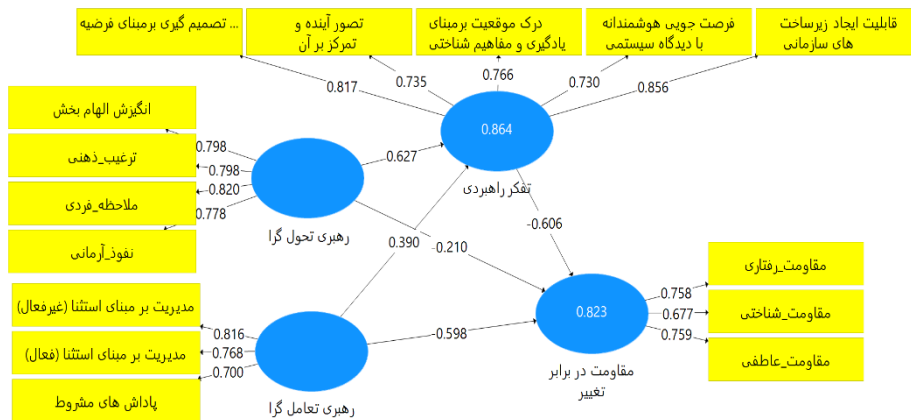 تصمیم گیری برمبنای فرضیه ...
تصور آینده و
تمرکز بر آن
درک موقعیت برمبنای
یادگیری و مفاهیم شناختی
فرصت جویی هوشمندانه
با دیدگاه سیستمی
قابلیت ایجاد زیرساخت
های سازمانی
0.817
0.735
0.766
0.730
0.856
انگیزش الهام بخش
ترغیب_ذهنی
ملاحظه_فردی
نفوذ_آرمانی
0.798
0.798
0.820
0.778
رهبری تحول گرا
0.627
0.864
تفکر راهبردی
0.390
-0.210
-0.606
مدیریت بر مبنای استثنا (غیرفعال)
مدیریت بر مبنای استثنا (فعال)
پاداش های مشروط
0.816
0.768
0.700
رهبری تعامل گرا
-0.598
0.823
مقاومت در برابر
تغییر
0.758
0.677
0.759
مقاومت_رفتاری
مقاومت_شناختی
مقاومت_عاطفی